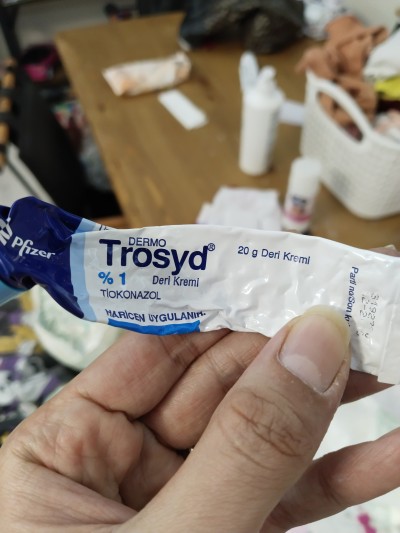 Pfizer
DERMO
Trosyd®
% 1 Deri Kremi
TİOKONAZOL
HARİCEN UYGULANIR.
20 g Deri Kremi